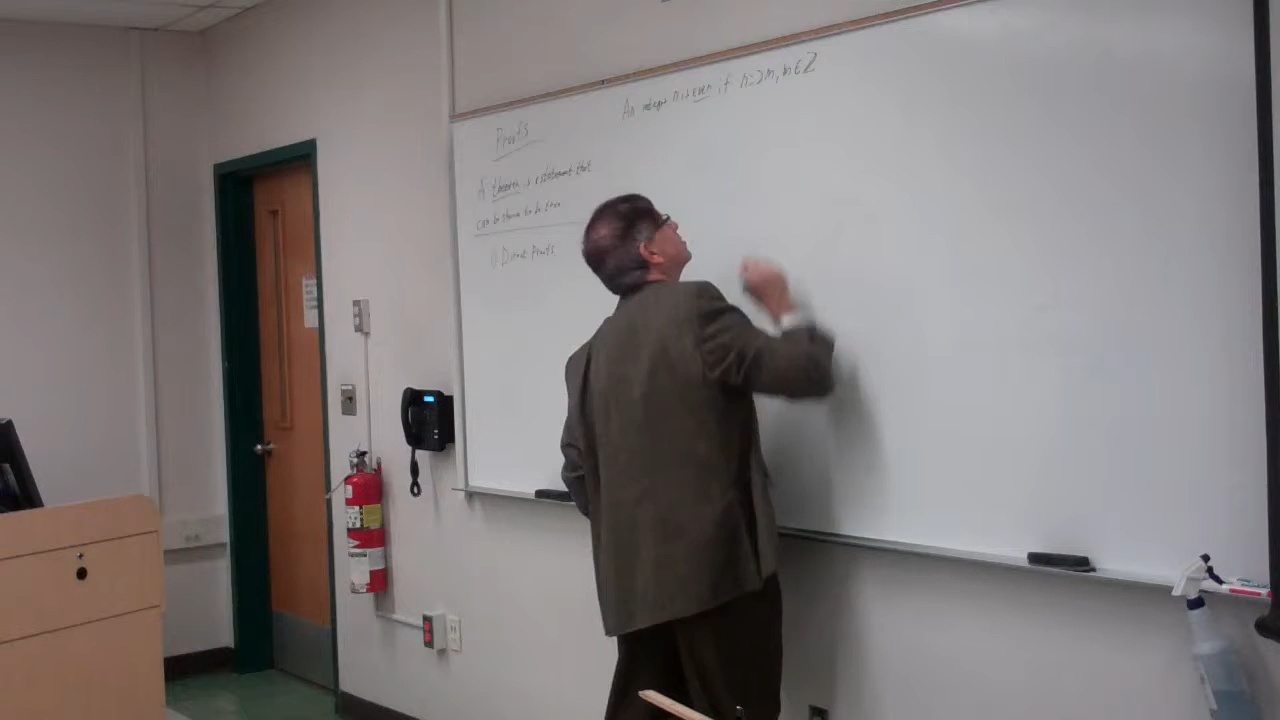 Proofs
A theorem is a statement that
can be shown to be true
1) Direct Proofs
An integer n is even if n=2m, m∈Z